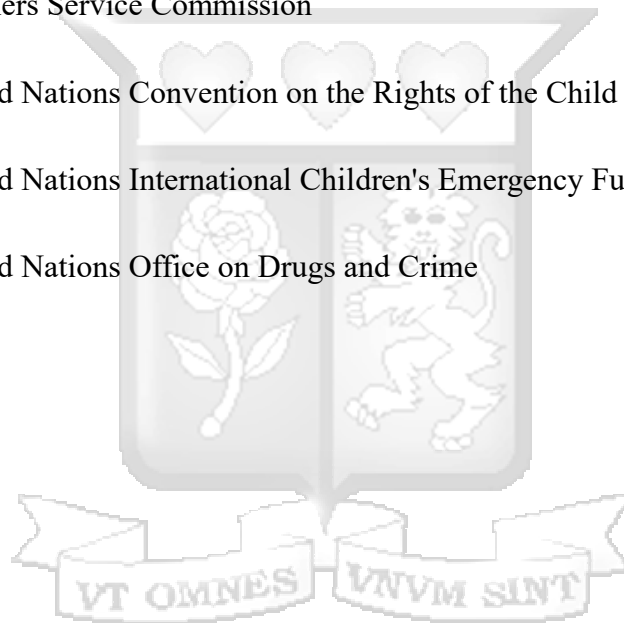 ers Service Commission
d Nations Convention on the Rights of the Child
d Nations International Children's Emergency Fu
d Nations Office on Drugs and Crime
VT OMNES VNVM SINT